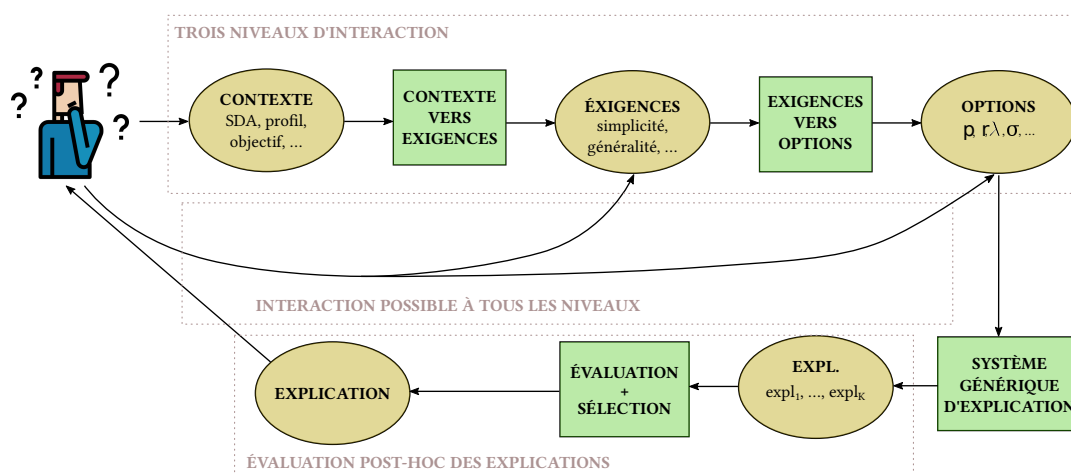 TROIS NIVEAUX D'INTERACTION
? ? ? ? ?
CONTEXTE
SDA, profil,
objectif, ...
CONTEXTE
VERS
EXIGENCES
ÉXIGENCES
simplicité,
généralité, ...
EXIGENCES
VERS
OPTIONS
OPTIONS
p, r,λ,σ,...
INTERACTION POSSIBLE À TOUS LES NIVEAUX
EXPLICATION
ÉVALUATION
+
SÉLECTION
EXPL.
expl₁, ..., explK
SYSTÈME
GÉNÉRIQUE
D'EXPLICATION
ÉVALUATION POST-HOC DES EXPLICATIONS